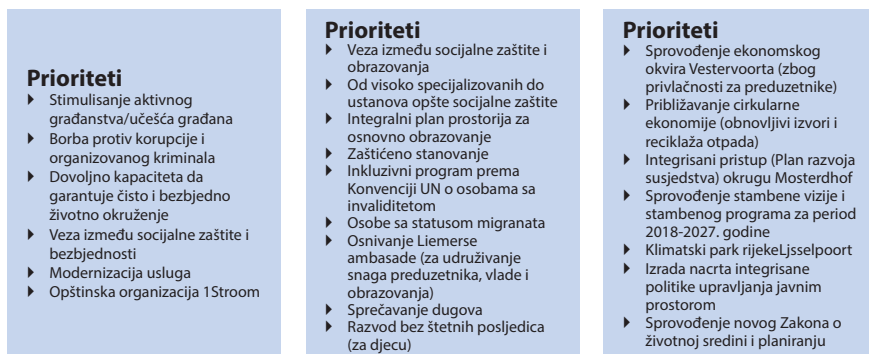 Prioriteti
Stimulisanje aktivnog
građanstva/učešća građana
Borba protiv korupcije i
organizovanog kriminala
Dovoljno kapaciteta da
garantuje čisto i bezbjedno
životno okruženje
Veza između socijalne zaštite i
bezbjednosti
Modernizacija usluga
Opštinska organizacija 1Stroom
Prioriteti
Veza između socijalne zaštite i
obrazovanja
Od visoko specijalizovanih do
ustanova opšte socijalne zaštite
Integralni plan prostorija za
osnovno obrazovanje
Zaštićeno stanovanje
Inkluzivni program prema
Konvenciji UN o osobama sa
invaliditetom
Osobe sa statusom migranata
Osnivanje Liemerse
ambasade (za udruživanje
snaga preduzetnika, vlade i
obrazovanja)
Sprečavanje dugova
Razvod bez štetnih posljedica
(za djecu)
Prioriteti
Sprovođenje ekonomskog
okvira Vestervoorta (zbog
privlačnosti za preduzetnike)
Približavanje cirkularne
ekonomije (obnovljivi izvori i
reciklaža otpada)
Integrisani pristup (Plan razvoja
susjedstva) okrugu Mosterdhof
Sprovođenje stambene vizije i
stambenog programa za period
2018-2027. godine
Klimatski park rijekeLjsselpoort
Izrada nacrta integrisane
politike upravljanja javnim
prostorom
Sprovođenje novog Zakona o
životnoj sredini i planiranju